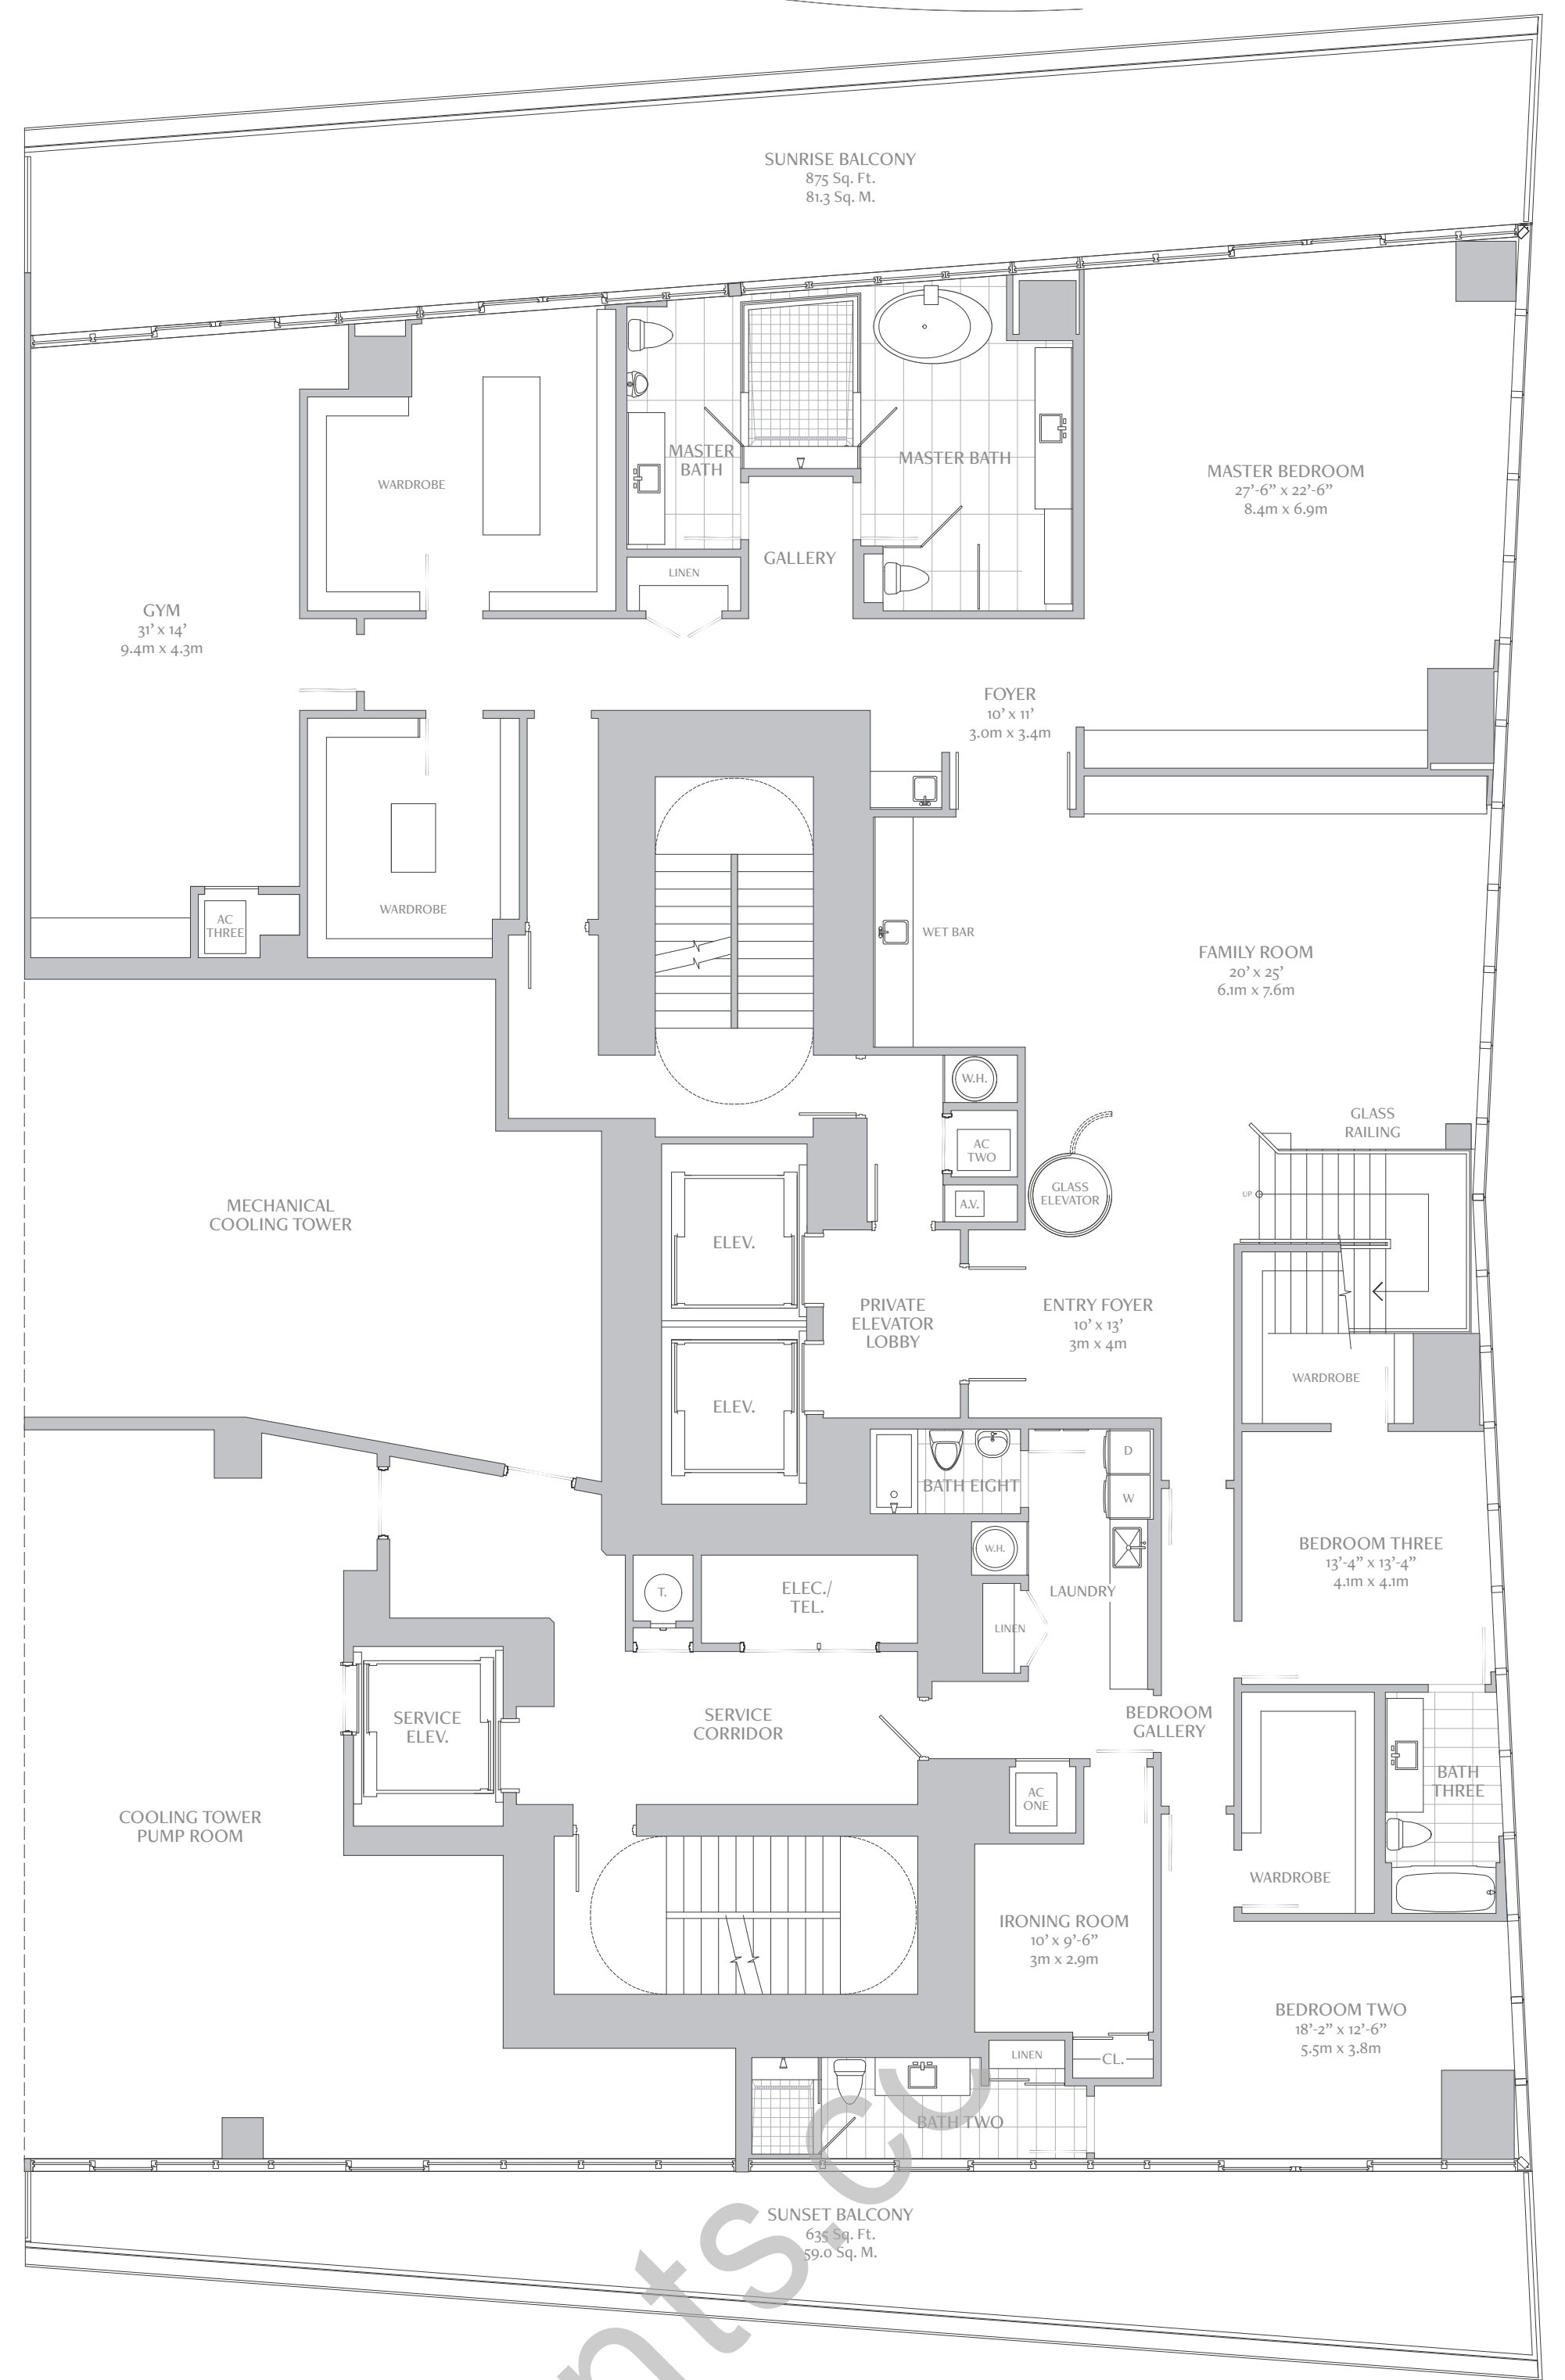 SUNRISE BALCONY
875 Sq. Ft.
81.3 Sq. M.
MASTER
BATH
MASTER BATH
MASTER BEDROOM
27'-6" x 22'-6"
8.4m x 6.9m
WARDROBE
GALLERY
LINEN
GYM
31' x 14'
9.4m x 4.3m
FOYER
10' x 11'
3.0m x 3.4m
AC
THREE
WARDROBE
WET BAR
FAMILY ROOM
20' x 25'
6.1m x 7.6m
W.H.
AC
TWO
A.V.
GLASS
ELEVATOR
GLASS
RAILING
UP
MECHANICAL
COOLING TOWER
ELEV.
ELEV.
PRIVATE
ELEVATOR
LOBBY
ENTRY FOYER
10' x 13'
3m x 4m
WARDROBE
BATH EIGHT
D
W
W.H.
LAUNDRY
LINEN
BEDROOM THREE
13'-4" x 13'-4"
4.1m x 4.1m
T.
ELEC./
TEL.
SERVICE
ELEV.
SERVICE
CORRIDOR
BEDROOM
GALLERY
BATH
THREE
AC
ONE
COOLING TOWER
PUMP ROOM
WARDROBE
IRONING ROOM
10' x 9'-6"
3m x 2.9m
BEDROOM TWO
18'-2" x 12'-6"
5.5m x 3.8m
LINEN
CL.
BATH TWO
SUNSET BALCONY
635 Sq. Ft.
59.0 Sq. M.
nts.co